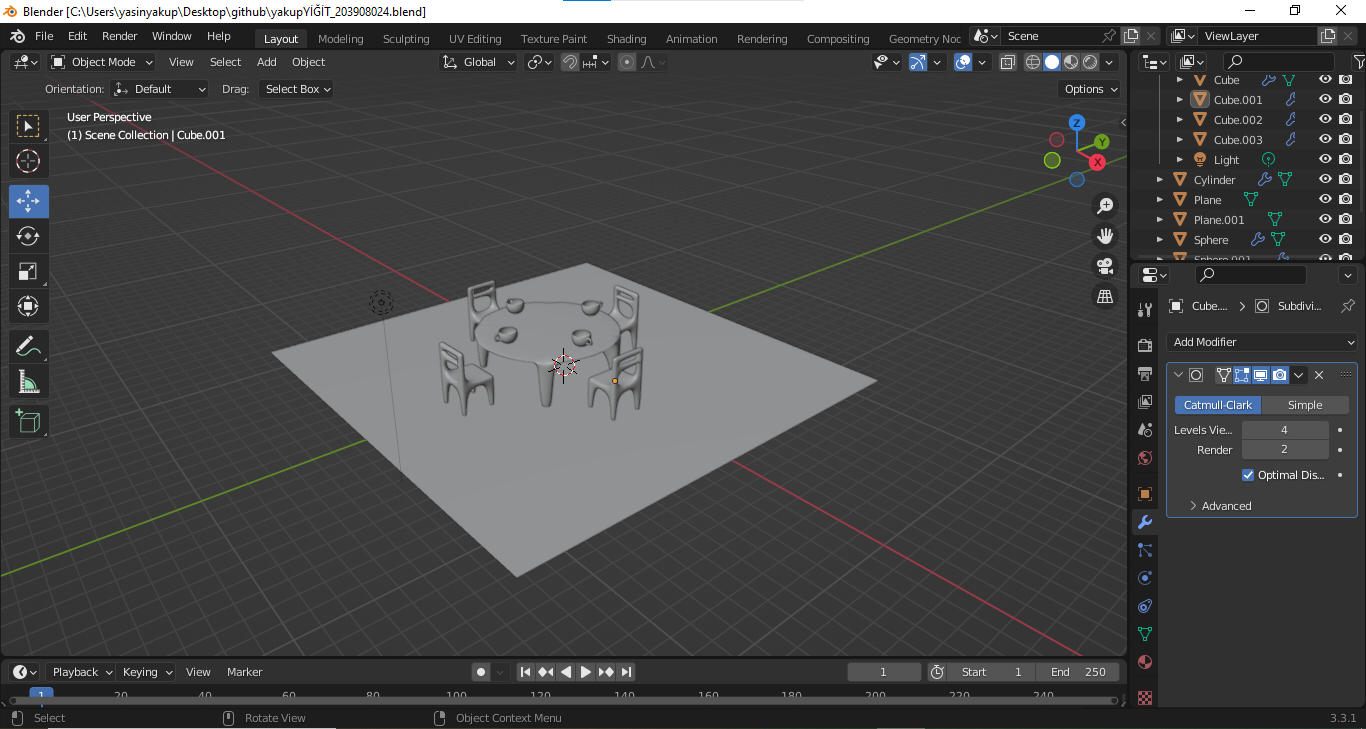 Blender [C:\Users\yasinyakup\Desktop\github\yakupYİĞİT_203908024.blend]
File Edit Render Window Help Layout Modeling Sculpting UV Editing Texture Paint Shading Animation Rendering Compositing Geometry Noc Scene ViewLayer
Object Mode View Select Add Object Global
Orientation: Default Drag: Select Box Options
User Perspective
(1) Scene Collection | Cube.001
Z
Y
X
Cube
Cube.001
Cube.002
Cube.003
Light
Cylinder
Plane
Plane.001
Sphere
Sphere.001
Cube.... Subdivi...
Add Modifier
Catmull-Clark Simple
Levels Vie... 4
Render 2
Optimal Dis...
Advanced
Playback Keying View Marker 1 Start 1 End 250
1 20 40 60 80 100 120 140 160 180 200 220 240
Select Rotate View Object Context Menu 3.3.1